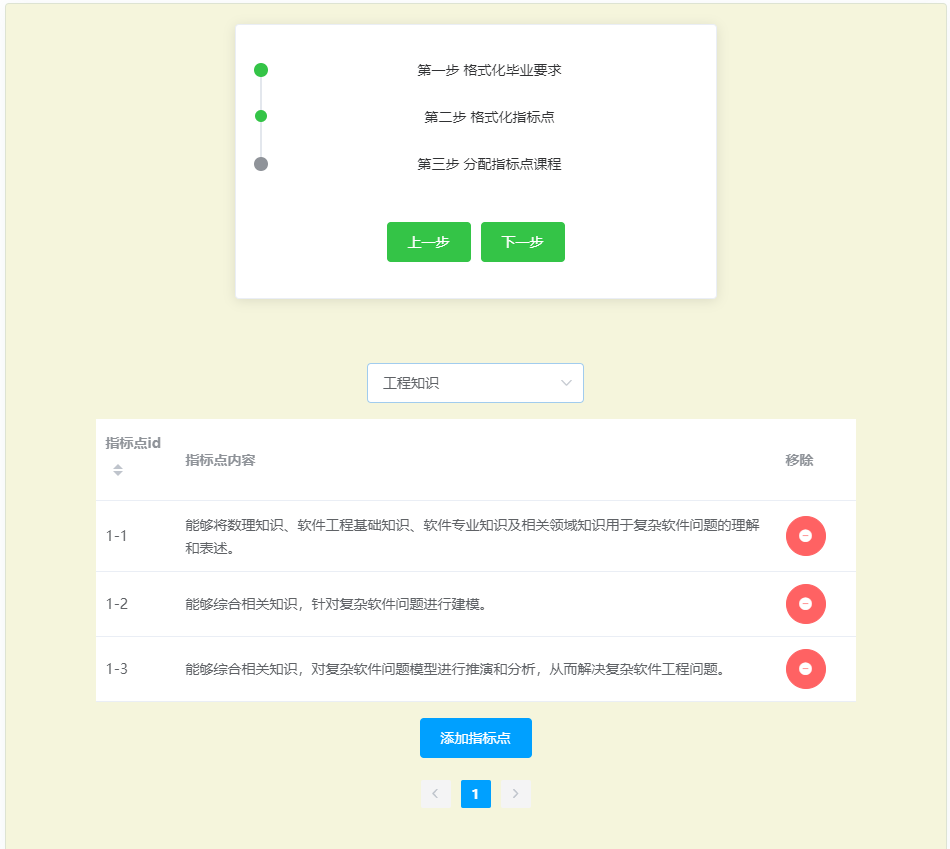 第一步 格式化毕业要求
第二步 格式化指标点
第三步 分配指标点课程
上一步 下一步
工程知识
指标点id 指标点内容 移除
1-1 能够将数理知识、软件工程基础知识、软件专业知识及相关领域知识用于复杂软件问题的理解
和表述。
1-2 能够综合相关知识，针对复杂软件问题进行建模。
1-3 能够综合相关知识，对复杂软件问题模型进行推演和分析，从而解决复杂软件工程问题。
添加指标点
1